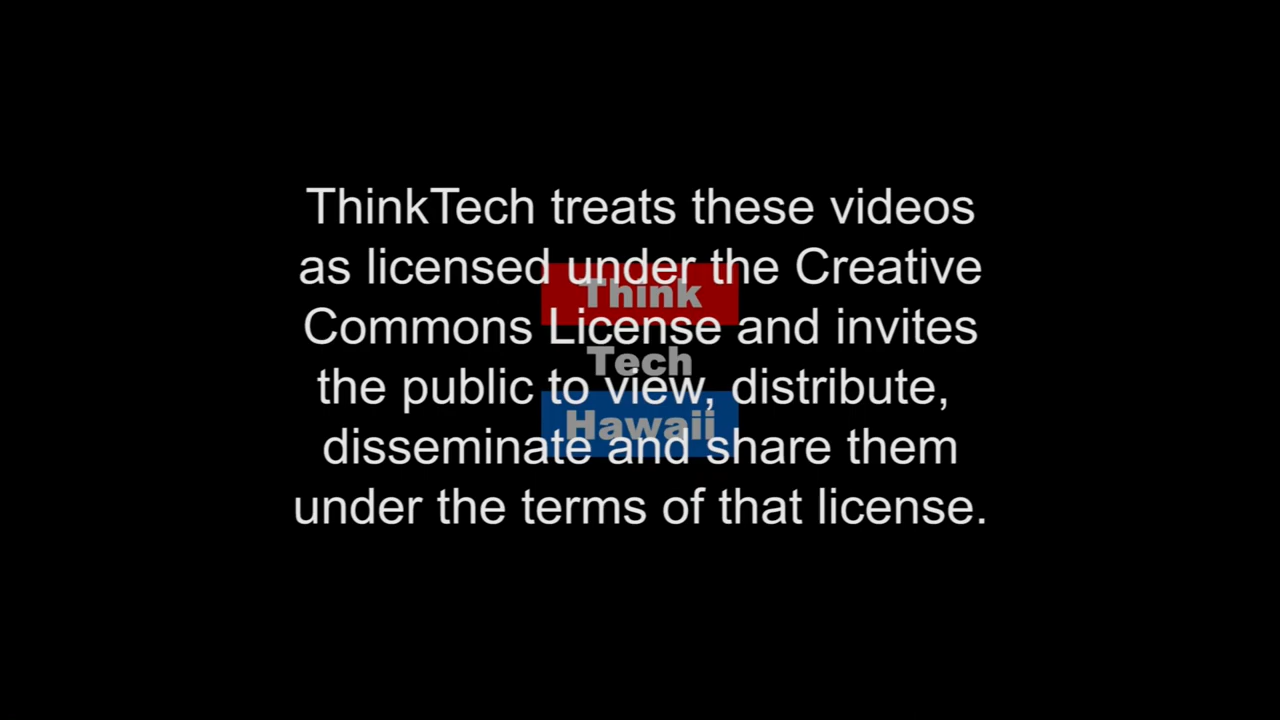 ThinkTech treats these videos
as licensed under the Creative
Think
Commons License and invites
Tech
the public to view, distribute,
Hawaii
disseminate and share them
under the terms of that license.